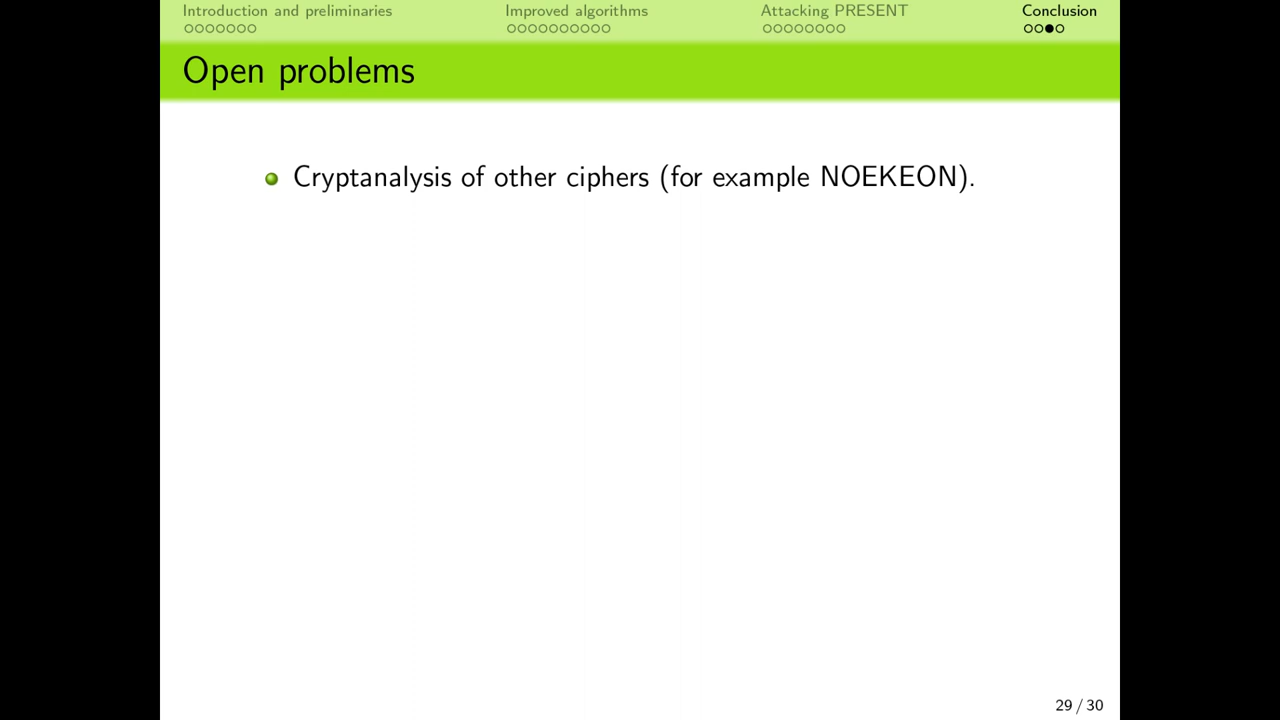 Introduction and preliminaries Improved algorithms Attacking PRESENT Conclusion
Open problems
Cryptanalysis of other ciphers (for example NOEKEON).
29 / 30